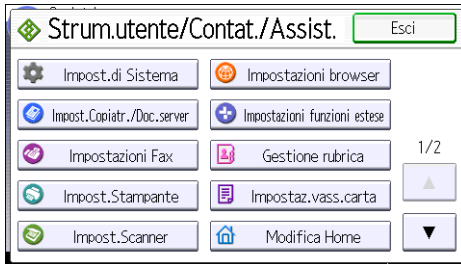 Strum.utente/Contat./Assist.
Esci
Impost.di Sistema
Impostazioni browser
Impost.Copiatr./Doc.server
Impostazioni funzioni estese
Impostazioni Fax
Gestione rubrica
1/2
Impost.Stampante
Impostaz.vass.carta
Impost.Scanner
Modifica Home